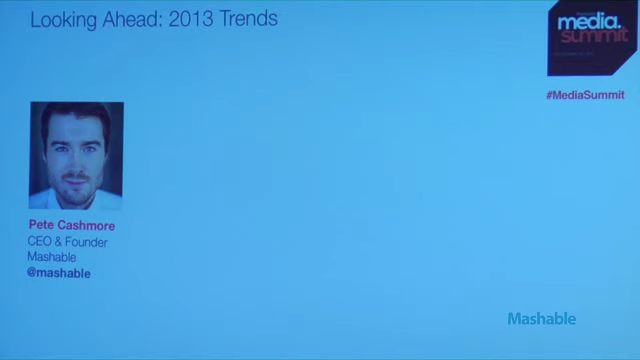 Looking Ahead: 2013 Trends
media.
summit
#MediaSummit
Pete Cashmore
CEO & Founder
Mashable
@mashable
Mashable